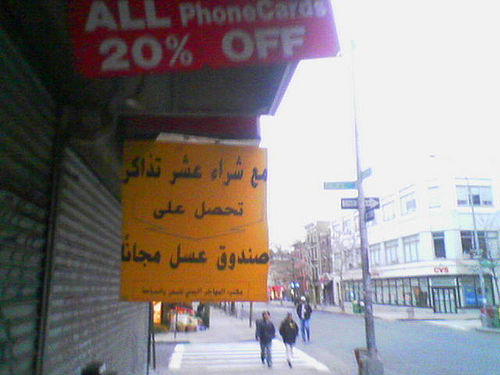 ALL PhoneCards
20% OFF
مع شراء عشر تذاكر
تحصل على
صندوق عسل مجاناً
CVS